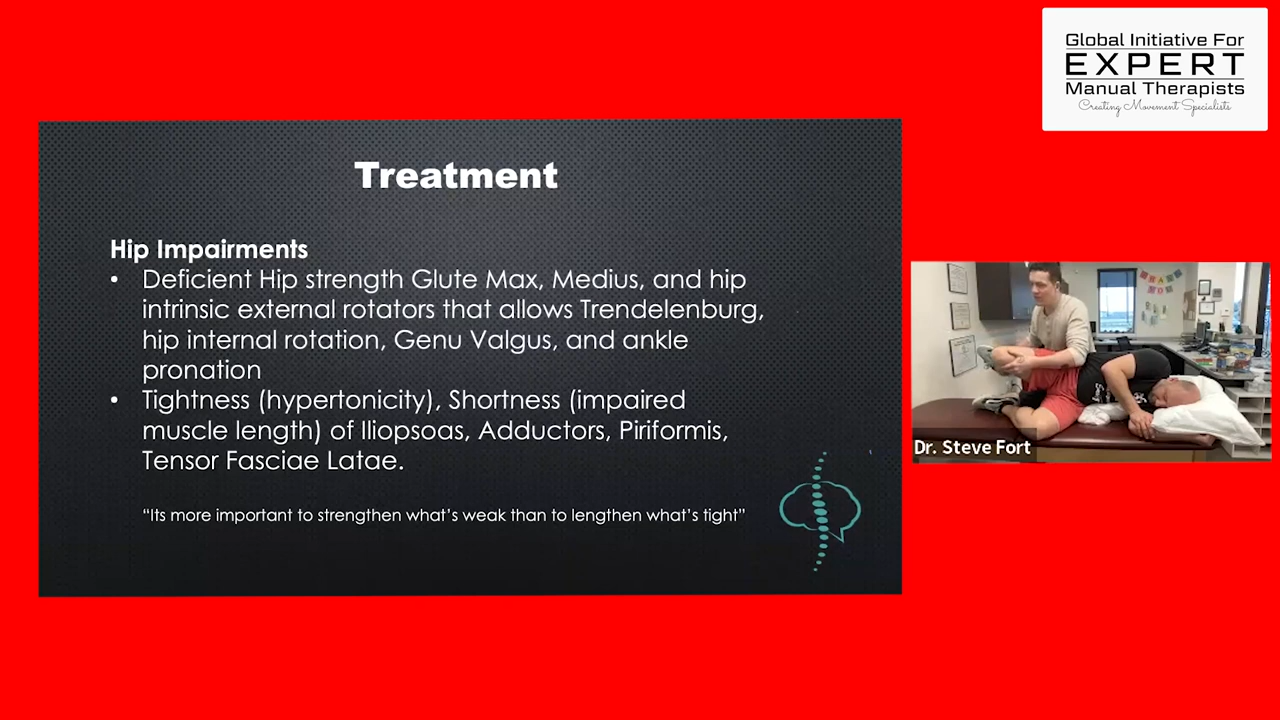 Global Initiative For
EXPERT
Manual Therapists
Creating Movement Specialists
Treatment
Hip Impairments
• Deficient Hip strength Glute Max, Medius, and hip
intrinsic external rotators that allows Trendelenburg,
hip internal rotation, Genu Valgus, and ankle
pronation
• Tightness (hypertonicity), Shortness (impaired
muscle length) of Iliopsoas, Adductors, Piriformis,
Tensor Fasciae Latae.
“Its more important to strengthen what’s weak than to lengthen what’s tight”
Dr. Steve Fort